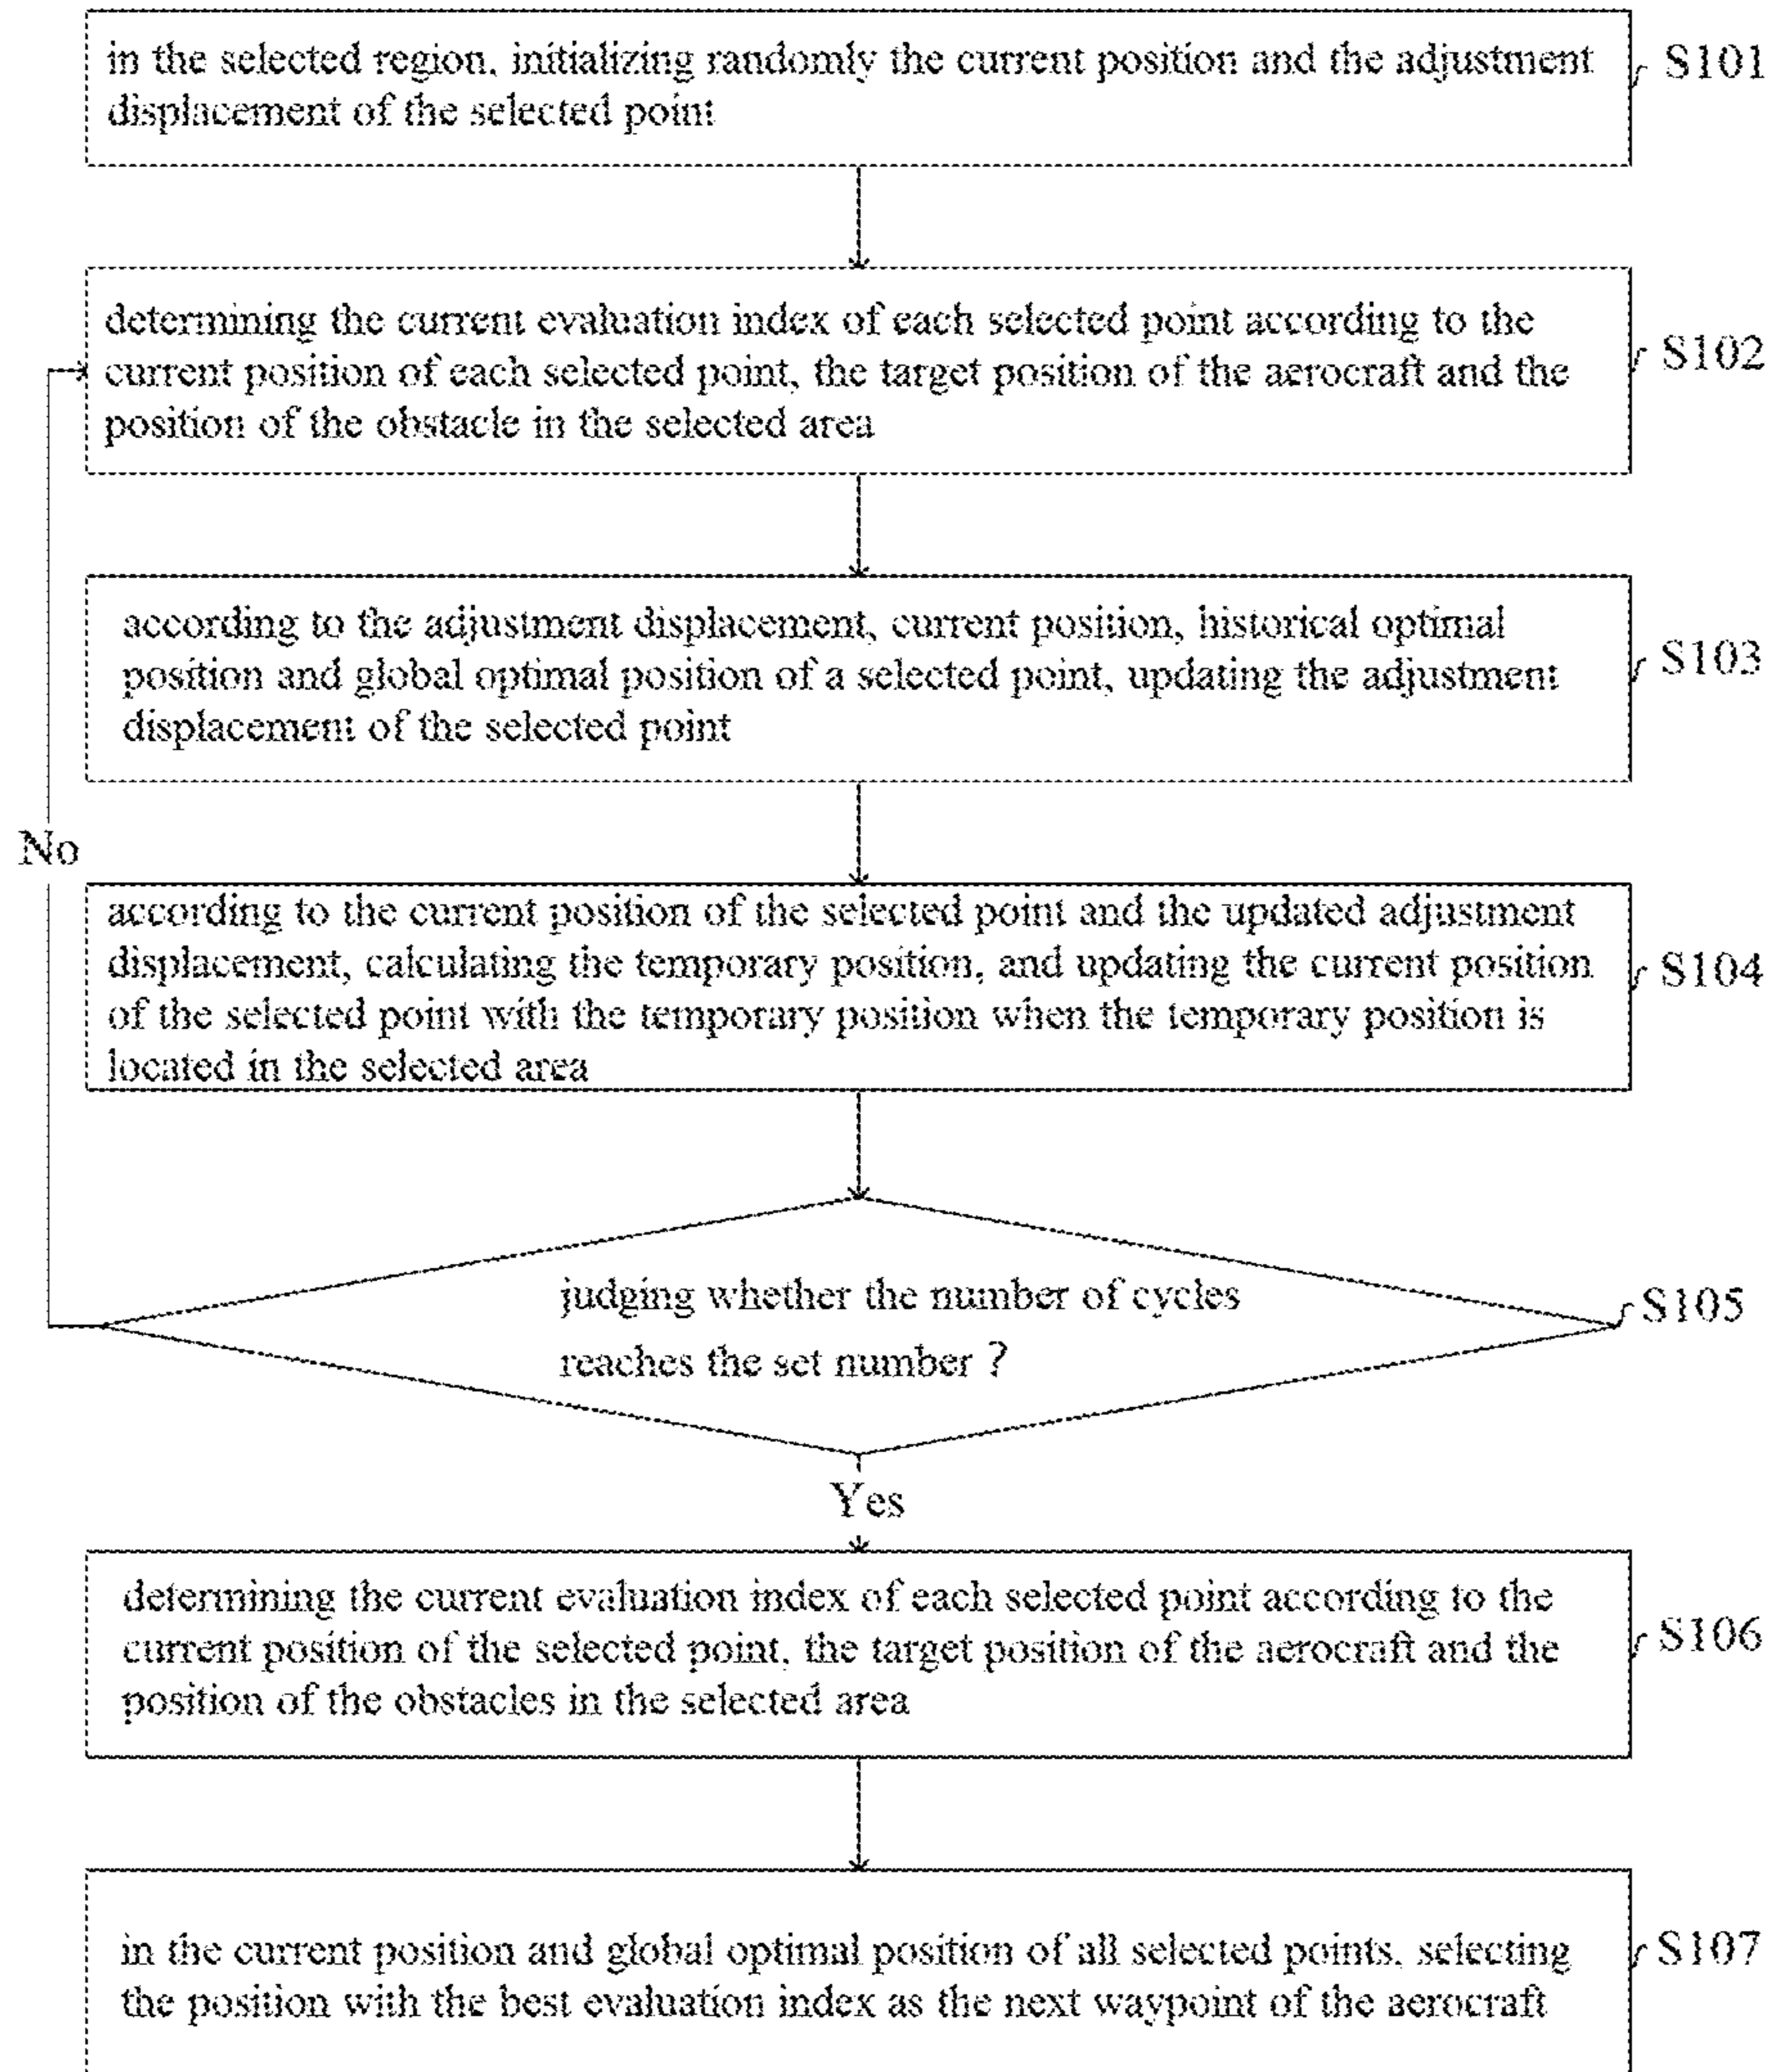 in the selected region, initializing randomly the current position and the adjustment
displacement of the selected point
S101
determining the current evaluation index of each selected point according to the
current position of each selected point, the target position of the aerocraft and the
position of the obstacle in the selected area
S102
according to the adjustment displacement, current position, historical optimal
position and global optimal position of a selected point, updating the adjustment
displacement of the selected point
S103
No
according to the current position of the selected point and the updated adjustment
displacement, calculating the temporary position, and updating the current position
of the selected point with the temporary position when the temporary position is
located in the selected area
S104
judging whether the number of cycles
reaches the set number ?
S105
Yes
determining the current evaluation index of each selected point according to the
current position of the selected point, the target position of the aerocraft and the
position of the obstacles in the selected area
S106
in the current position and global optimal position of all selected points, selecting
the position with the best evaluation index as the next waypoint of the aerocraft
S107